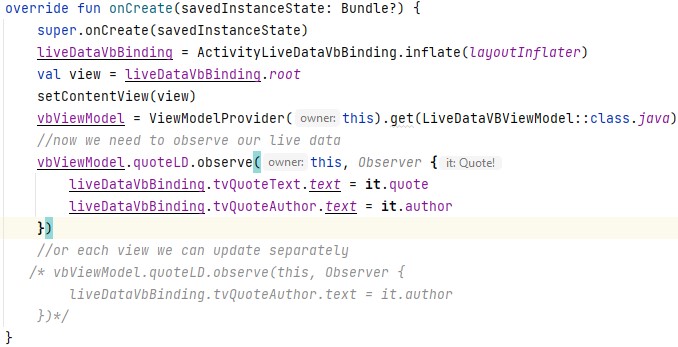 override fun onCreate(savedInstanceState: Bundle?) {
super.onCreate(savedInstanceState)
liveDataVbBinding = ActivityLiveDataVbBinding.inflate(layoutInflater)
val view = liveDataVbBinding.root
setContentView(view)
vbViewModel = ViewModelProvider( owner: this).get(LiveDataVBViewModel::class.java)
//now we need to observe our live data
vbViewModel.quoteLD.observe( owner: this, Observer { it: Quote!
liveDataVbBinding.tvQuoteText.text = it.quote
liveDataVbBinding.tvQuoteAuthor.text = it.author
})
//or each view we can update separately
/* vbViewModel.quoteLD.observe(this, Observer {
liveDataVbBinding.tvQuoteAuthor.text = it.author
})*/
}